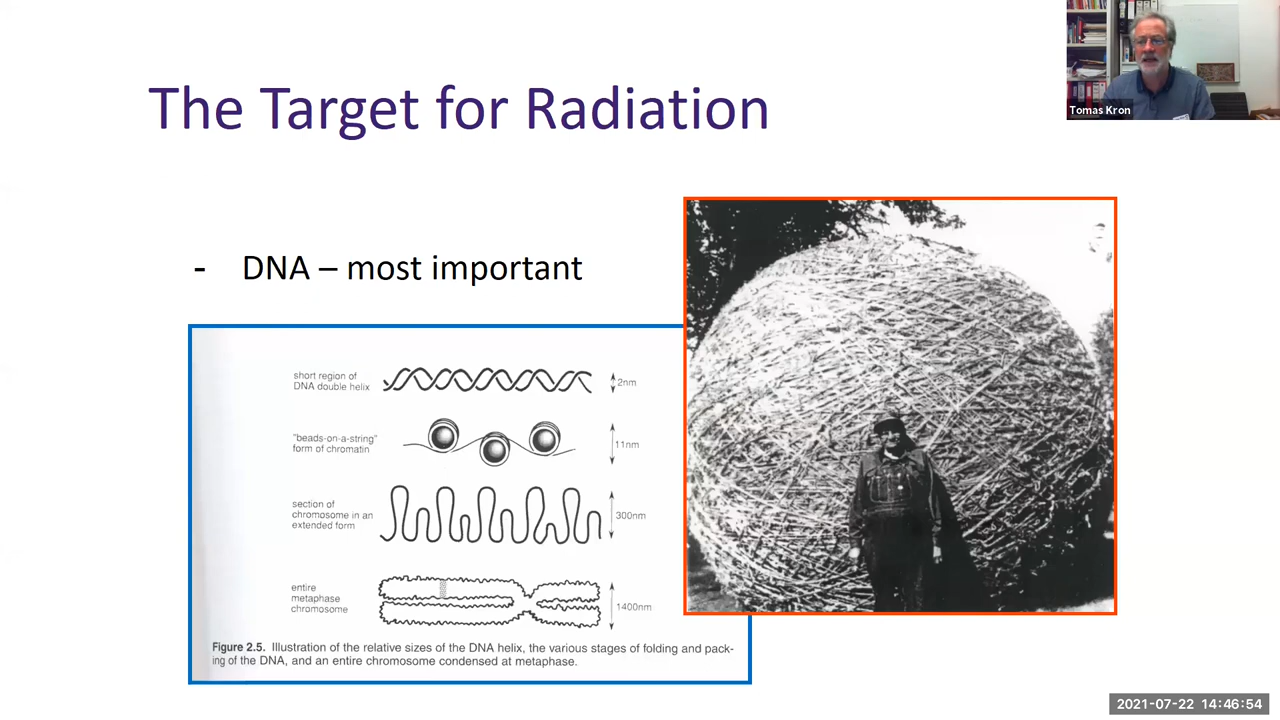 The Target for Radiation
Tomas Kron
- DNA – most important
short region of
DNA double helix
2nm
"beads-on-a-string"
form of chromatin
11nm
section of
chromosome in an
extended form
300nm
entire
metaphase
chromosome
1400nm
Figure 2.5. Illustration of the relative sizes of the DNA helix, the various stages of folding and pack-
ing of the DNA, and an entire chromosome condensed at metaphase.
2021-07-22 14:46:54